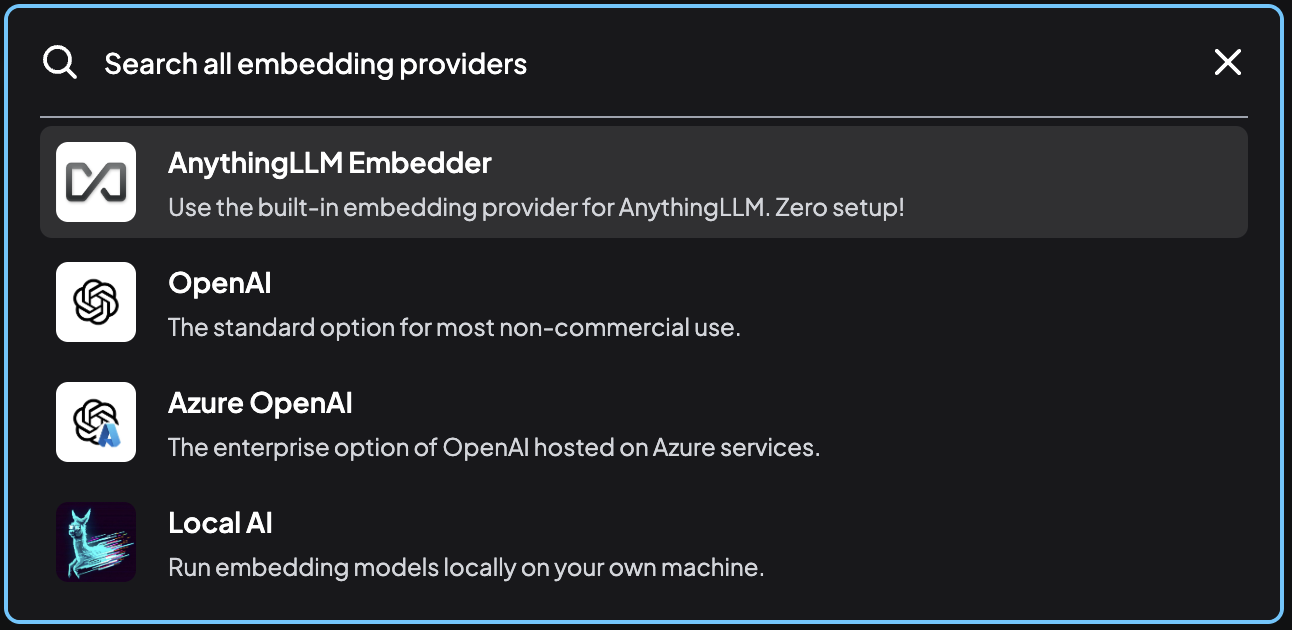 Search all embedding providers
AnythingLLM Embedder
Use the built-in embedding provider for AnythingLLM. Zero setup!
OpenAI
The standard option for most non-commercial use.
Azure OpenAI
The enterprise option of OpenAI hosted on Azure services.
Local AI
Run embedding models locally on your own machine.